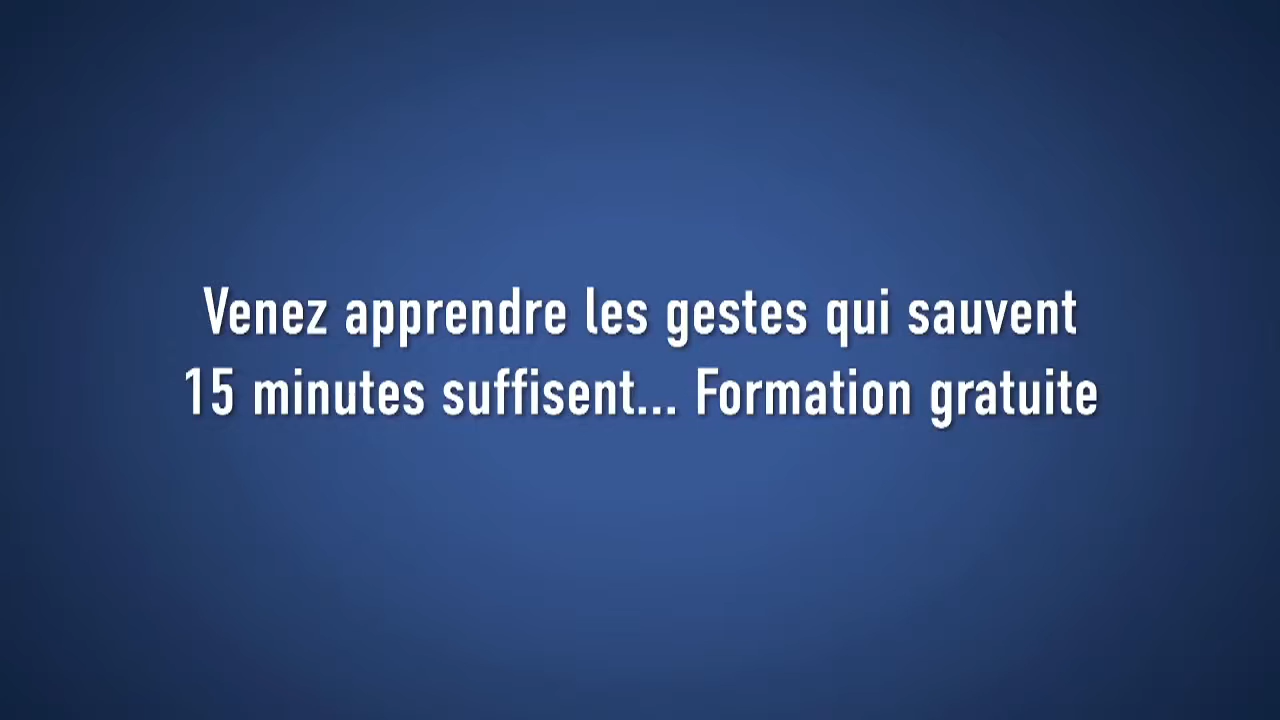 Venez apprendre les gestes qui sauvent
15 minutes suffisent... Formation gratuite